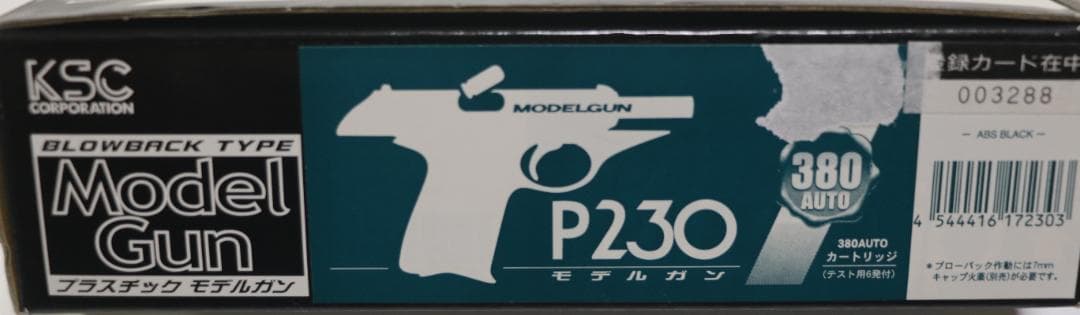 KSC
CORPORATION
BLOWBACK TYPE
Model
Gun
プラスチック モデルガン
MODELGUN
P230
モデルガン
380
AUTO
380AUTO
カートリッジ
(テスト用6発付)
登録カード在中
003288
— ABS BLACK —
4 544416 172303
*ブローバック作動には7mm
キャップ火薬(別売)が必要です。